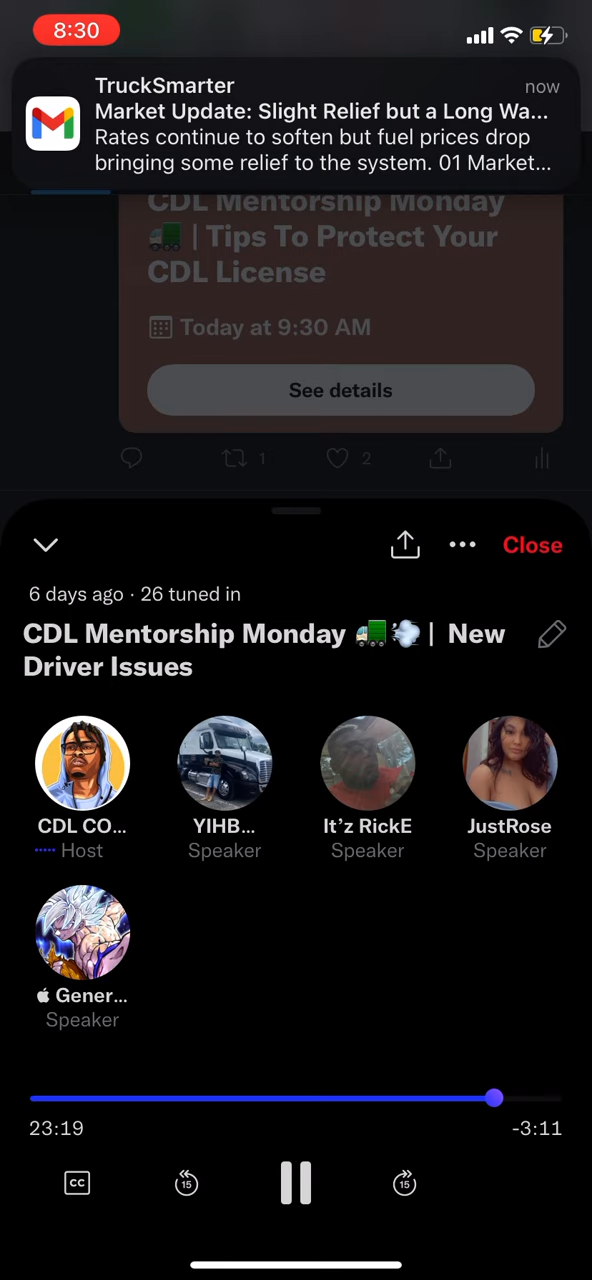 8:30
TruckSmarter
now
Market Update: Slight Relief but a Long Wa...
Rates continue to soften but fuel prices drop
bringing some relief to the system. 01 Market...
CDL Mentorship Monday
🚛 | Tips To Protect Your
CDL License
Today at 9:30 AM
See details
1
2
Close
6 days ago · 26 tuned in
CDL Mentorship Monday 🚛💨 | New
Driver Issues
CDL CO...
Host
YIHB...
Speaker
It’z RickE
Speaker
JustRose
Speaker
Gener...
Speaker
23:19
-3:11
CC
15
15